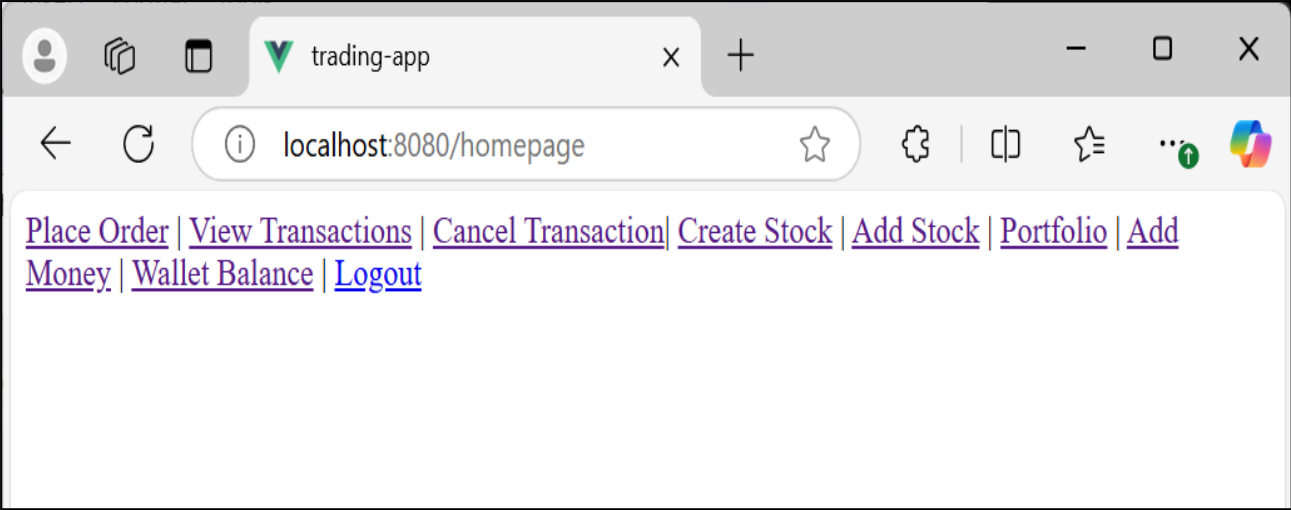 trading-app
localhost:8080/homepage
Place Order | View Transactions | Cancel Transaction| Create Stock | Add Stock | Portfolio | Add
Money | Wallet Balance | Logout